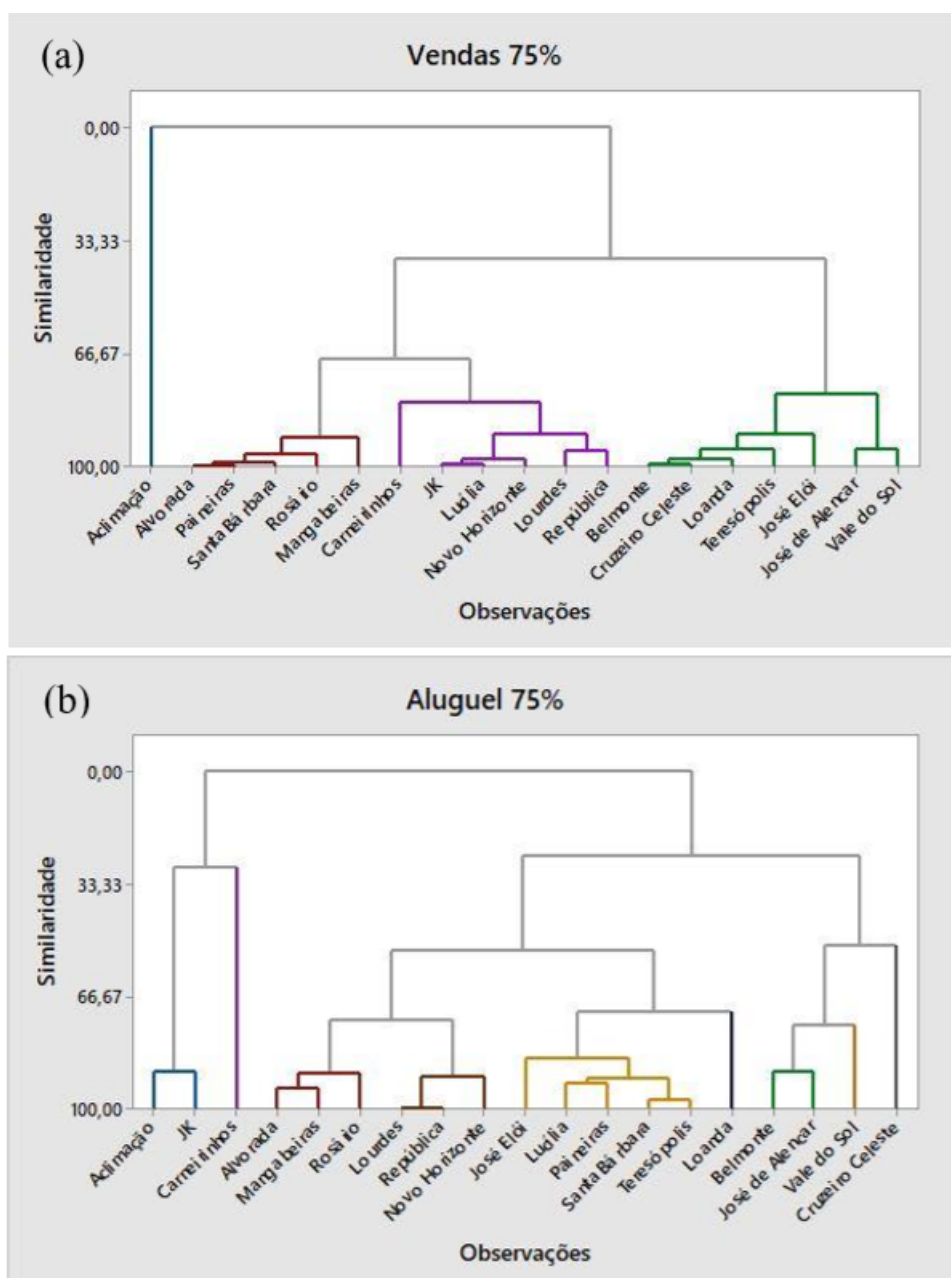 (a)
Vendas 75%
Similaridade
0,00
33,33
66,67
100,00
Aclimação
Alvorada
Paineiras
Santa Bárbara
Rosário
Mangabeiras
Carneirinhos
JK
Lucília
Novo Horizonte
Lourdes
República
Belmonte
Cruzeiro Celeste
Loanda
Teresópolis
José Elói
José de Alencar
Vale do Sol
Observações
(b)
Aluguel 75%
Similaridade
0,00
33,33
66,67
100,00
Aclimação
JK
Carneirinhos
Alvorada
Mangabeiras
Rosário
Lourdes
República
Novo Horizonte
José Elói
Lucília
Paineiras
Santa Bárbara
Teresópolis
Loanda
Belmonte
José de Alencar
Vale do Sol
Cruzeiro Celeste
Observações